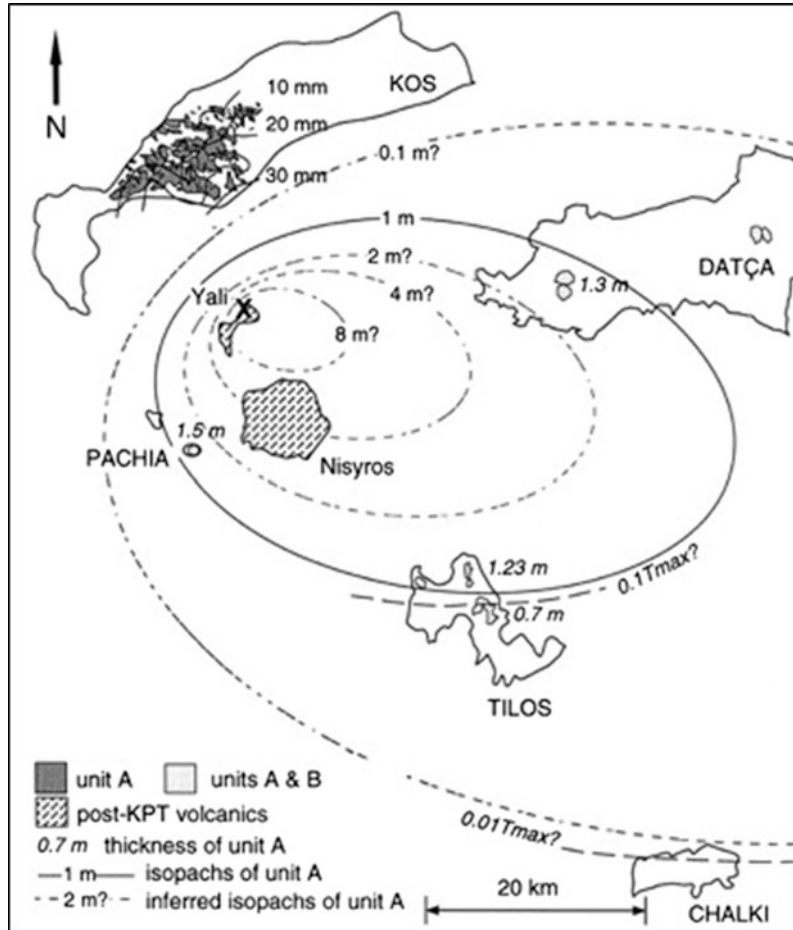 KOS
10 mm
N
20 mm
30 mm
0.1 m?
1 m
DATÇA
2 m?
1.3 m
Yali
X
4 m?
8 m?
1.5 m
PACHIA
Nisyros
1.23 m
0.1Tmax?
0.7 m
TILOS
unit A
units A & B
post-KPT volcanics
0.7 m thickness of unit A
1 m isopachs of unit A
2 m? inferred isopachs of unit A
0.01Tmax?
20 km
CHALKI